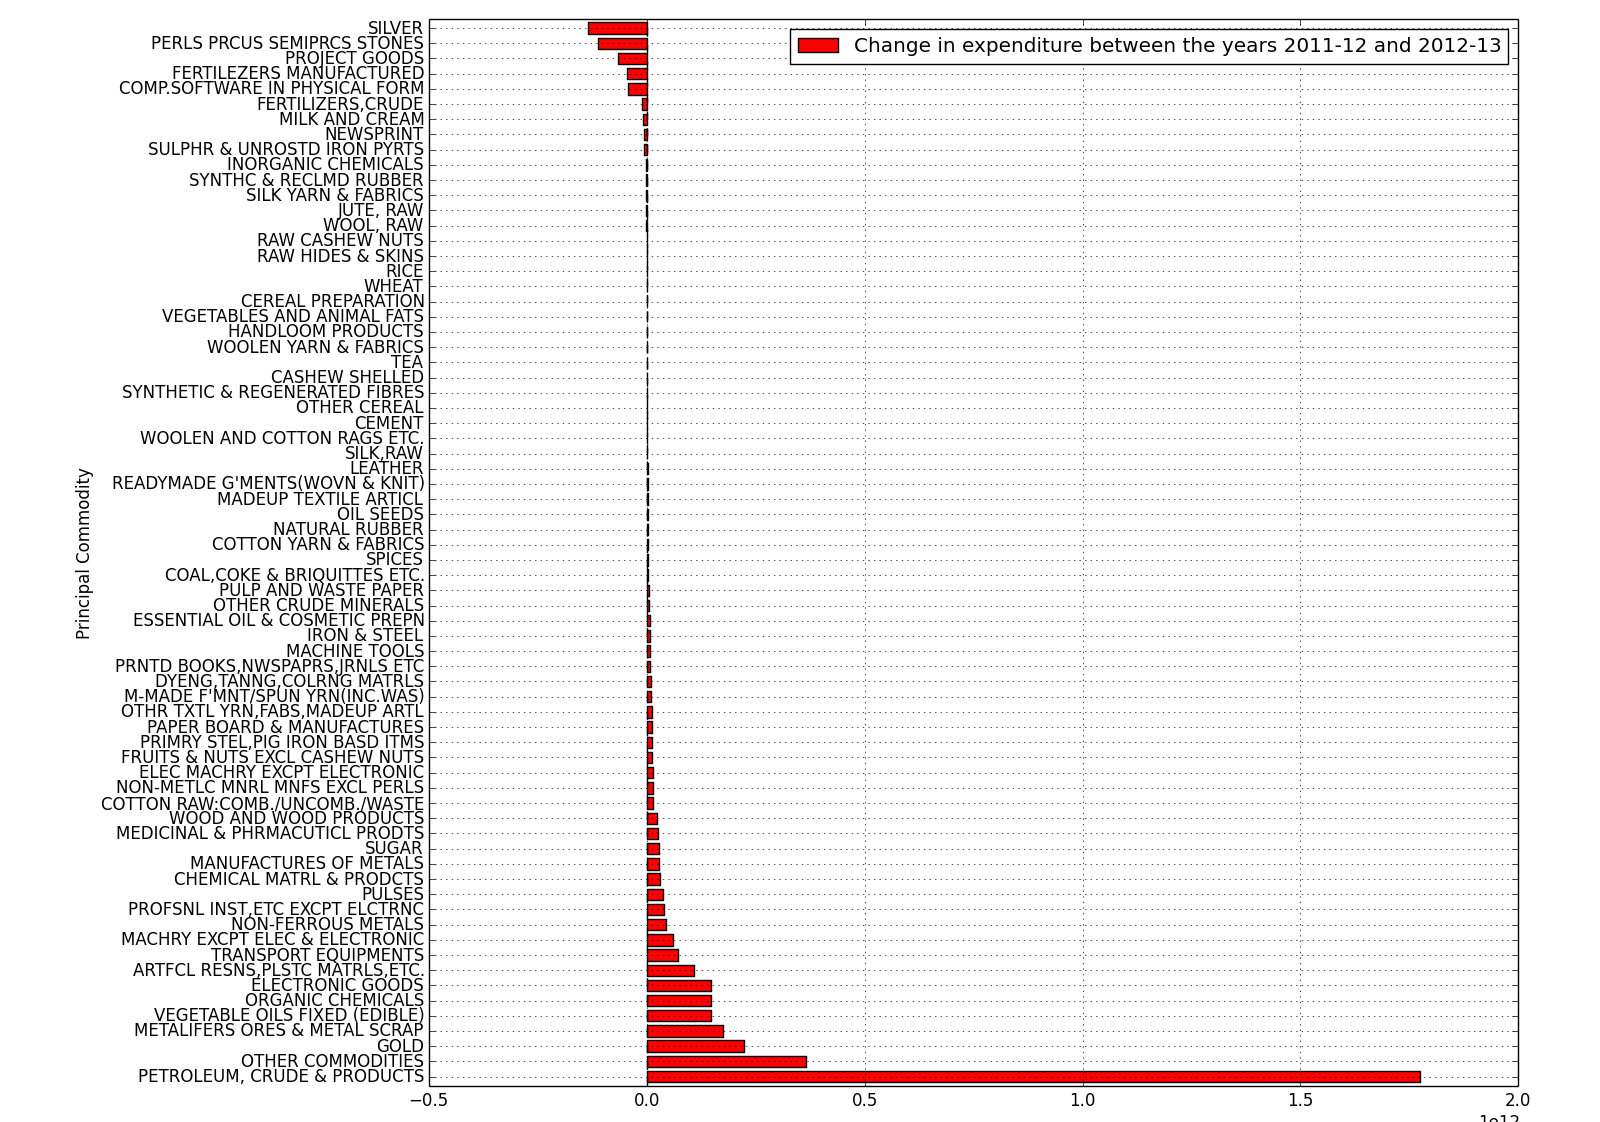 Change in expenditure between the years 2011-12 and 2012-13
Principal Commodity
SILVER
PERLS PRCUS SEMIPRCS STONES
PROJECT GOODS
FERTILEZERS MANUFACTURED
COMP.SOFTWARE IN PHYSICAL FORM
FERTILIZERS,CRUDE
MILK AND CREAM
NEWSPRINT
SULPHR & UNROSTD IRON PYRTS
INORGANIC CHEMICALS
SYNTHC & RECLMD RUBBER
SILK YARN & FABRICS
JUTE, RAW
WOOL, RAW
RAW CASHEW NUTS
RAW HIDES & SKINS
RICE
WHEAT
CEREAL PREPARATION
VEGETABLES AND ANIMAL FATS
HANDLOOM PRODUCTS
WOOLEN YARN & FABRICS
TEA
CASHEW SHELLED
SYNTHETIC & REGENERATED FIBRES
OTHER CEREAL
CEMENT
WOOLEN AND COTTON RAGS ETC.
SILK,RAW
LEATHER
READYMADE G'MENTS(WOVN & KNIT)
MADEUP TEXTILE ARTICL
OIL SEEDS
NATURAL RUBBER
COTTON YARN & FABRICS
SPICES
COAL,COKE & BRIQUITTES ETC.
PULP AND WASTE PAPER
OTHER CRUDE MINERALS
ESSENTIAL OIL & COSMETIC PREPN
IRON & STEEL
MACHINE TOOLS
PRNTD BOOKS,NWSPAPRS,JRNLS ETC
DYENG,TANNG,COLRNG MATRLS
M-MADE F'MNT/SPUN YRN(INC.WAS)
OTHR TXTL YRN,FABS,MADEUP ARTL
PAPER BOARD & MANUFACTURES
PRIMRY STEL,PIG IRON BASD ITMS
FRUITS & NUTS EXCL CASHEW NUTS
ELEC MACHRY EXCPT ELECTRONIC
NON-METLC MNRL MNFS EXCL PERLS
COTTON RAW:COMB./UNCOMB./WASTE
WOOD AND WOOD PRODUCTS
MEDICINAL & PHRMACUTICL PRODTS
SUGAR
MANUFACTURES OF METALS
CHEMICAL MATRL & PRODCTS
PULSES
PROFSNL INST,ETC EXCPT ELCTRNC
NON-FERROUS METALS
MACHRY EXCPT ELEC & ELECTRONIC
TRANSPORT EQUIPMENTS
ARTFCL RESNS,PLSTC MATRLS,ETC.
ELECTRONIC GOODS
ORGANIC CHEMICALS
VEGETABLE OILS FIXED (EDIBLE)
METALIFERS ORES & METAL SCRAP
GOLD
OTHER COMMODITIES
PETROLEUM, CRUDE & PRODUCTS
−0.5 0.0 0.5 1.0 1.5 2.0
1e12